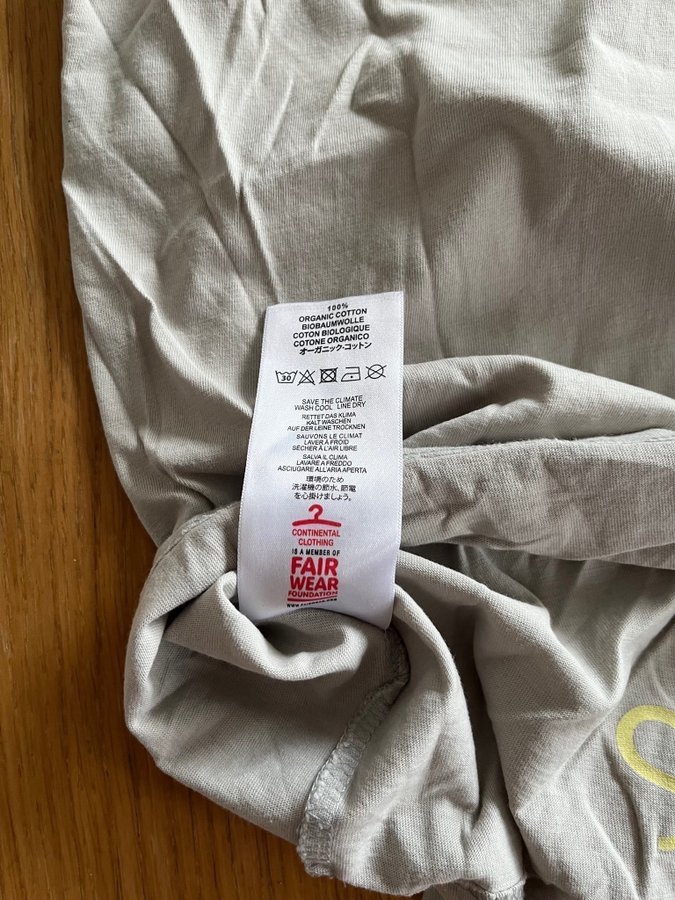 100%
ORGANIC COTTON
BIOBAUMWOLLE
COTON BIOLOGIQUE
COTONE ORGANICO
オーガニック・コットン
30
SAVE THE CLIMATE
WASH COOL LINE DRY
RETTET DAS KLIMA
KALT WASCHEN
AUF DER LEINE TROCKNEN
SAUVONS LE CLIMAT
LAVER À FROID
SÉCHER À L'AIR LIBRE
SALVA IL CLIMA
LAVARE A FREDDO
ASCIUGARE ALL'ARIA APERTA
環境のため
洗濯機の節水、節電
を心掛けましょう。
CONTINENTAL
CLOTHING
IS A MEMBER OF
FAIR
WEAR
FOUNDATION